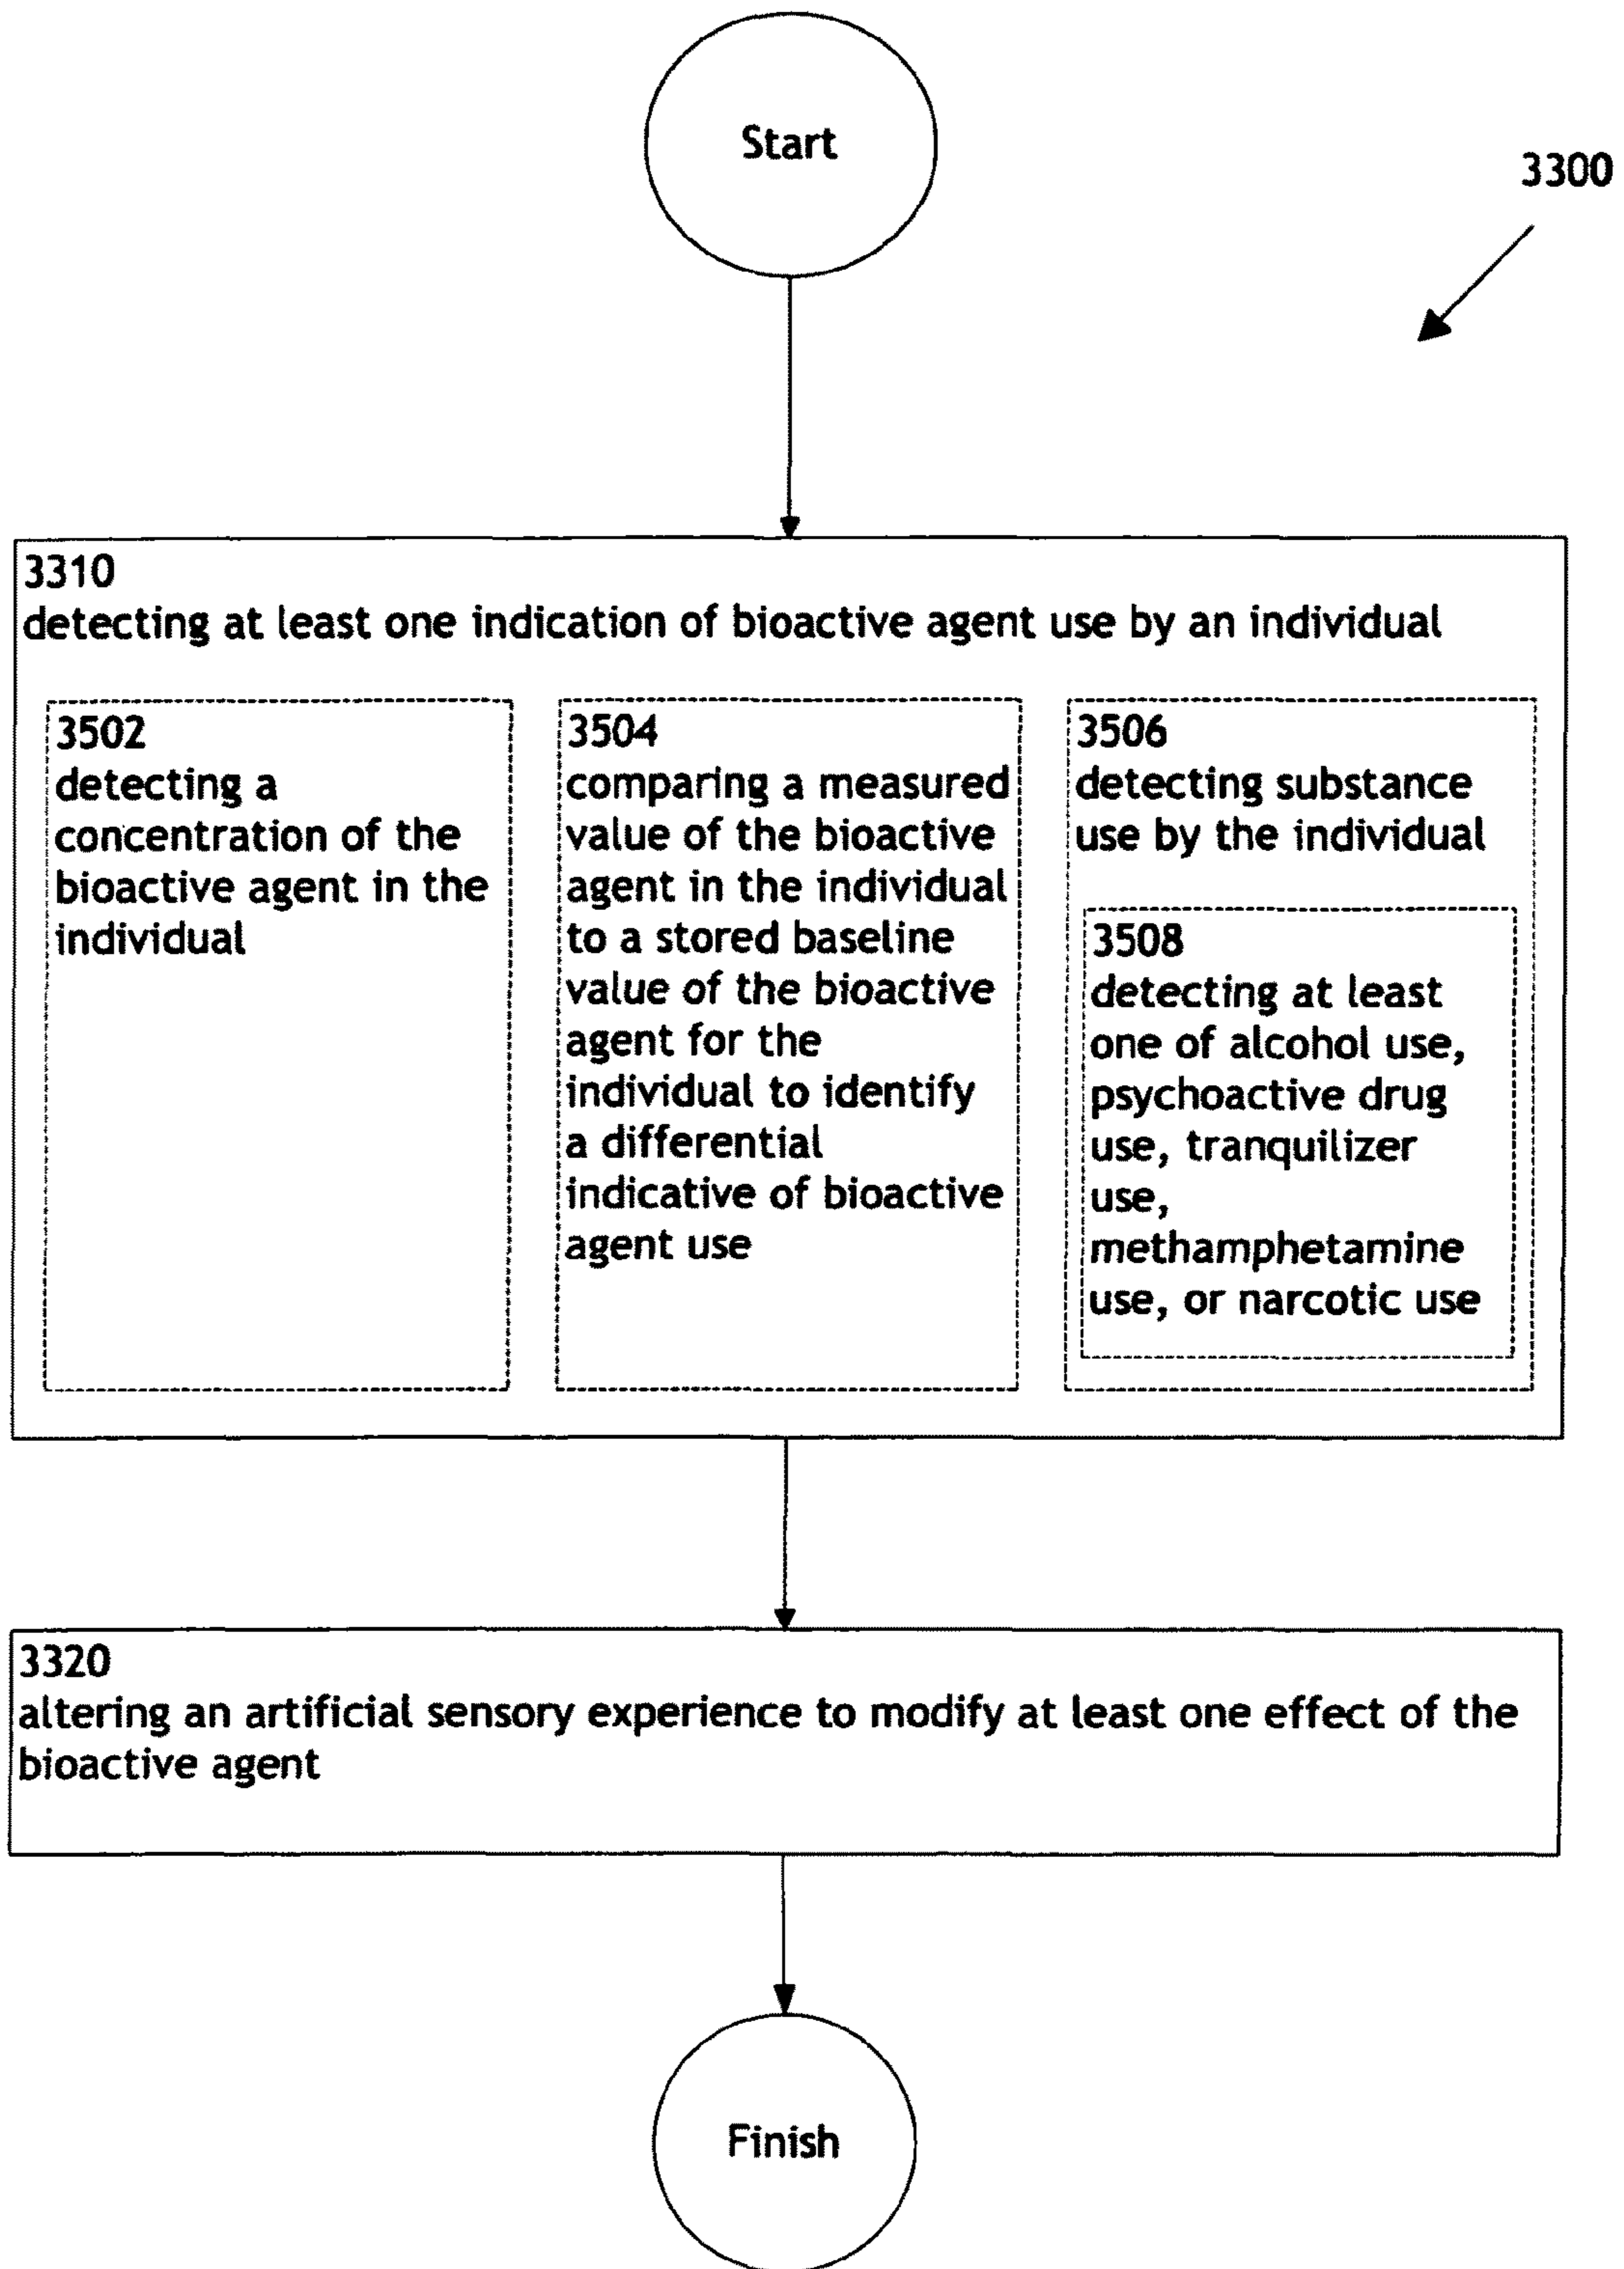 Start
3300
3310
detecting at least one indication of bioactive agent use by an individual
3502
detecting a
concentration of the
bioactive agent in the
individual
3504
comparing a measured
value of the bioactive
agent in the individual
to a stored baseline
value of the bioactive
agent for the
individual to identify
a differential
indicative of bioactive
agent use
3506
detecting substance
use by the individual
3508
detecting at least
one of alcohol use,
psychoactive drug
use, tranquilizer
use,
methamphetamine
use, or narcotic use
3320
altering an artificial sensory experience to modify at least one effect of the
bioactive agent
Finish